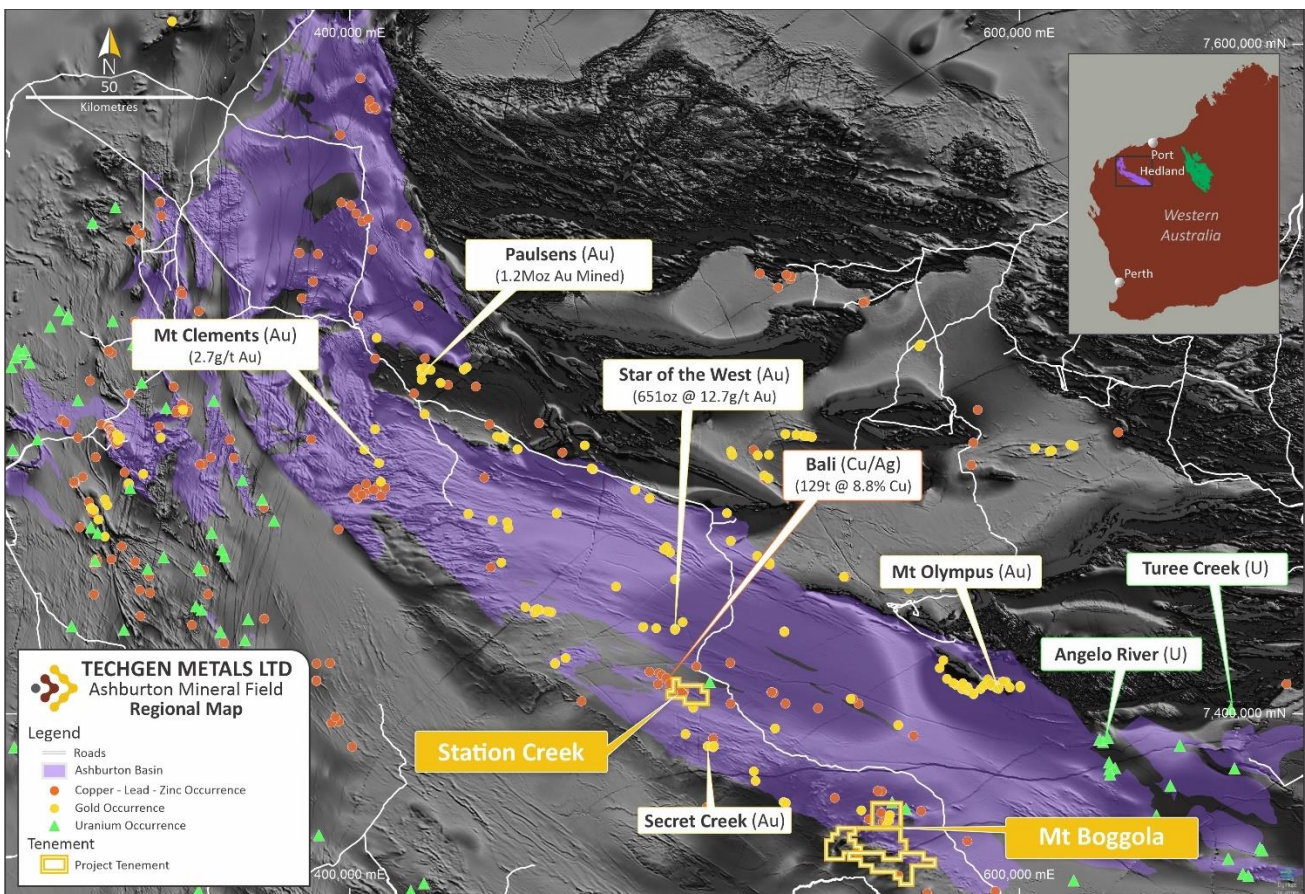 400,000 mE
600,000 mE
7,600,000 mN
N
50
Kilometres
Port
Hedland
Western
Australia
Perth
Paulsens (Au)
(1.2Moz Au Mined)
Mt Clements (Au)
(2.7g/t Au)
Star of the West (Au)
(651oz @ 12.7g/t Au)
Bali (Cu/Ag)
(129t @ 8.8% Cu)
Mt Olympus (Au)
Turee Creek (U)
Angelo River (U)
7,400,000 mN
Station Creek
Secret Creek (Au)
Mt Boggola
TECHGEN METALS LTD
Ashburton Mineral Field
Regional Map
Legend
Roads
Ashburton Basin
Copper - Lead - Zinc Occurrence
Gold Occurrence
Uranium Occurrence
Tenement
Project Tenement
400,000 mE
600,000 mE